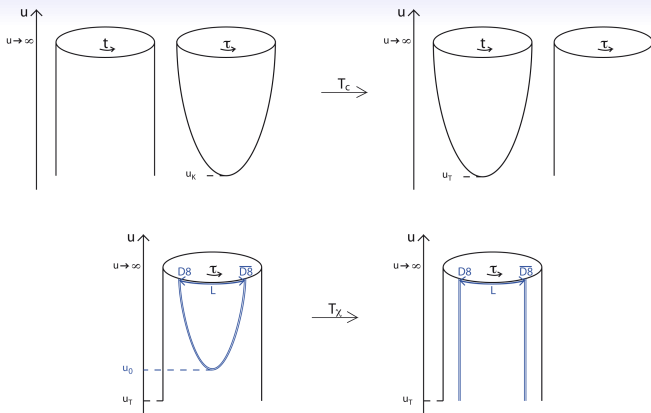 u
u→∞
t
τ
u_K
T_c
u
u→∞
t
τ
u_T
u
u→∞
D8
τ
D̅8̅
L
u_0
u_T
T_χ
u
u→∞
D8
τ
D̅8̅
L
u_T